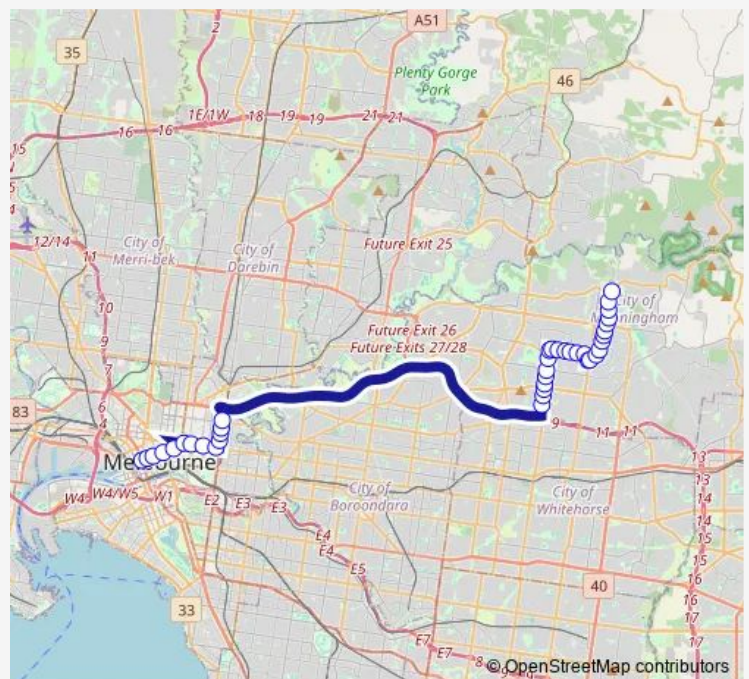 A51
2
35
Plenty Gorge
Park
46
1E/1W
18
19
19
21
21
16
16
15
12/14
11
City of
Merri-bek
City of
Darebin
Future Exit 25
10
9
9
7
6
4
83
Future Exit 26
Future Exits 27/28
City of
Manningham
9
11
11
13
13
14
14
15
15
16
16
17
Melbourne
W4
W4/W5
W1
E2
E3
E3
E4
E4
E5
E7
E7
8
City of
Boroondara
City of
Whitehorse
40
33
© OpenStreetMap contributors